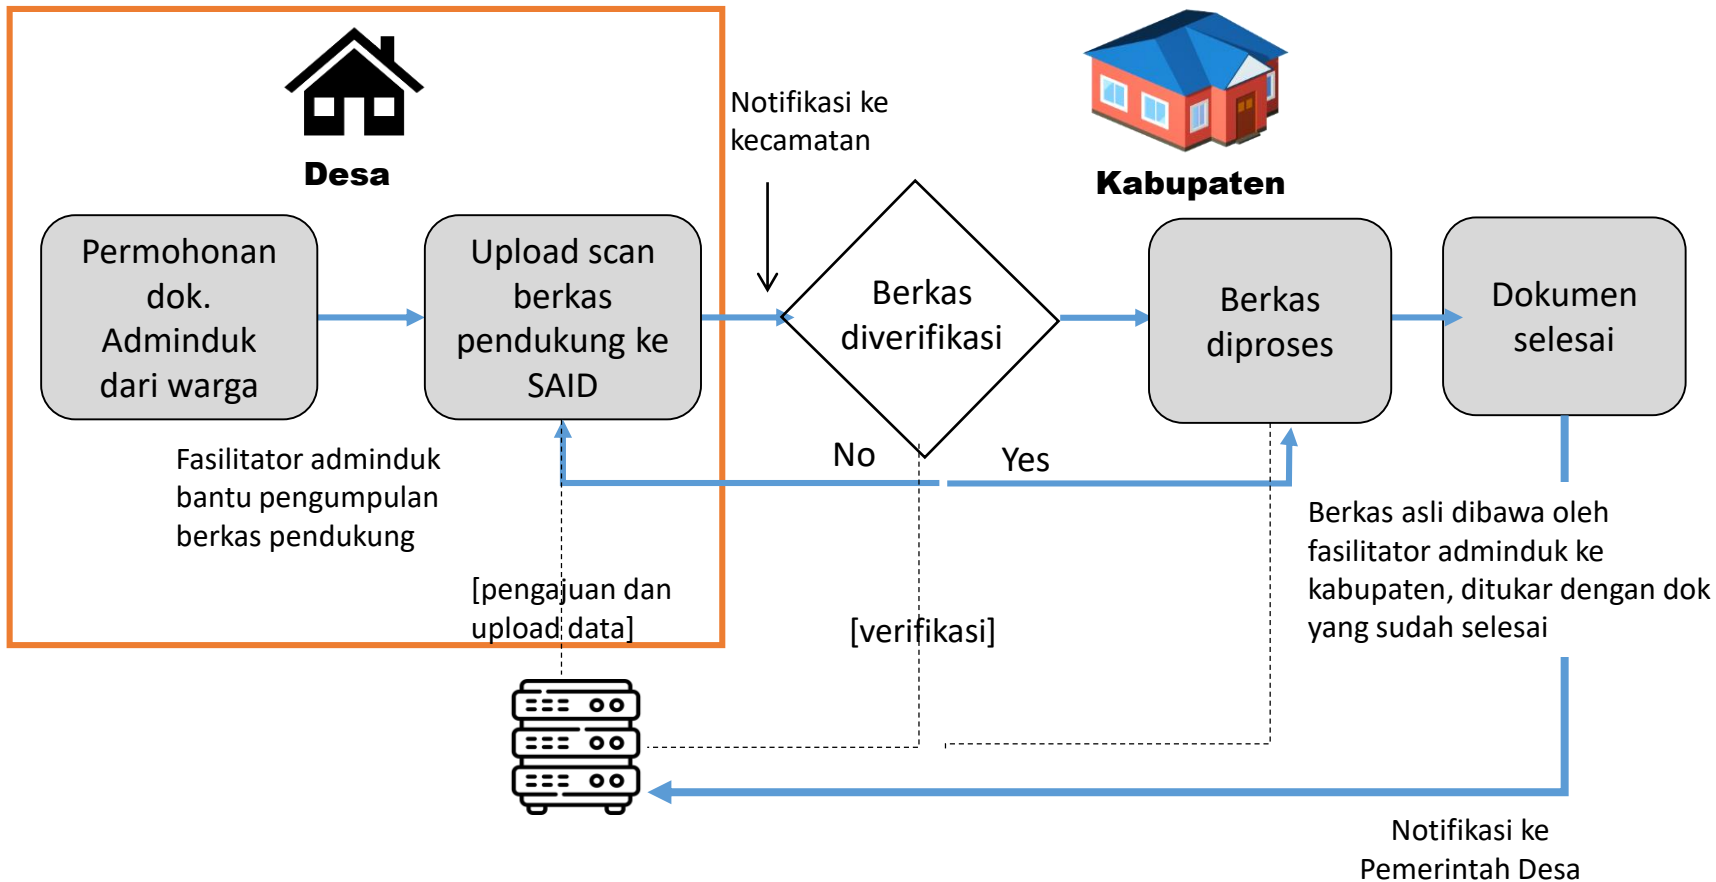 Desa
Permohonan
dok.
Adminduk
dari warga
Upload scan
berkas
pendukung ke
SAID
Fasilitator adminduk
bantu pengumpulan
berkas pendukung
[pengajuan dan
upload data]
Notifikasi ke
kecamatan
Berkas
diverifikasi
No
Yes
[verifikasi]
Kabupaten
Berkas
diproses
Dokumen
selesai
Berkas asli dibawa oleh
fasilitator adminduk ke
kabupaten, ditukar dengan dok
yang sudah selesai
Notifikasi ke
Pemerintah Desa